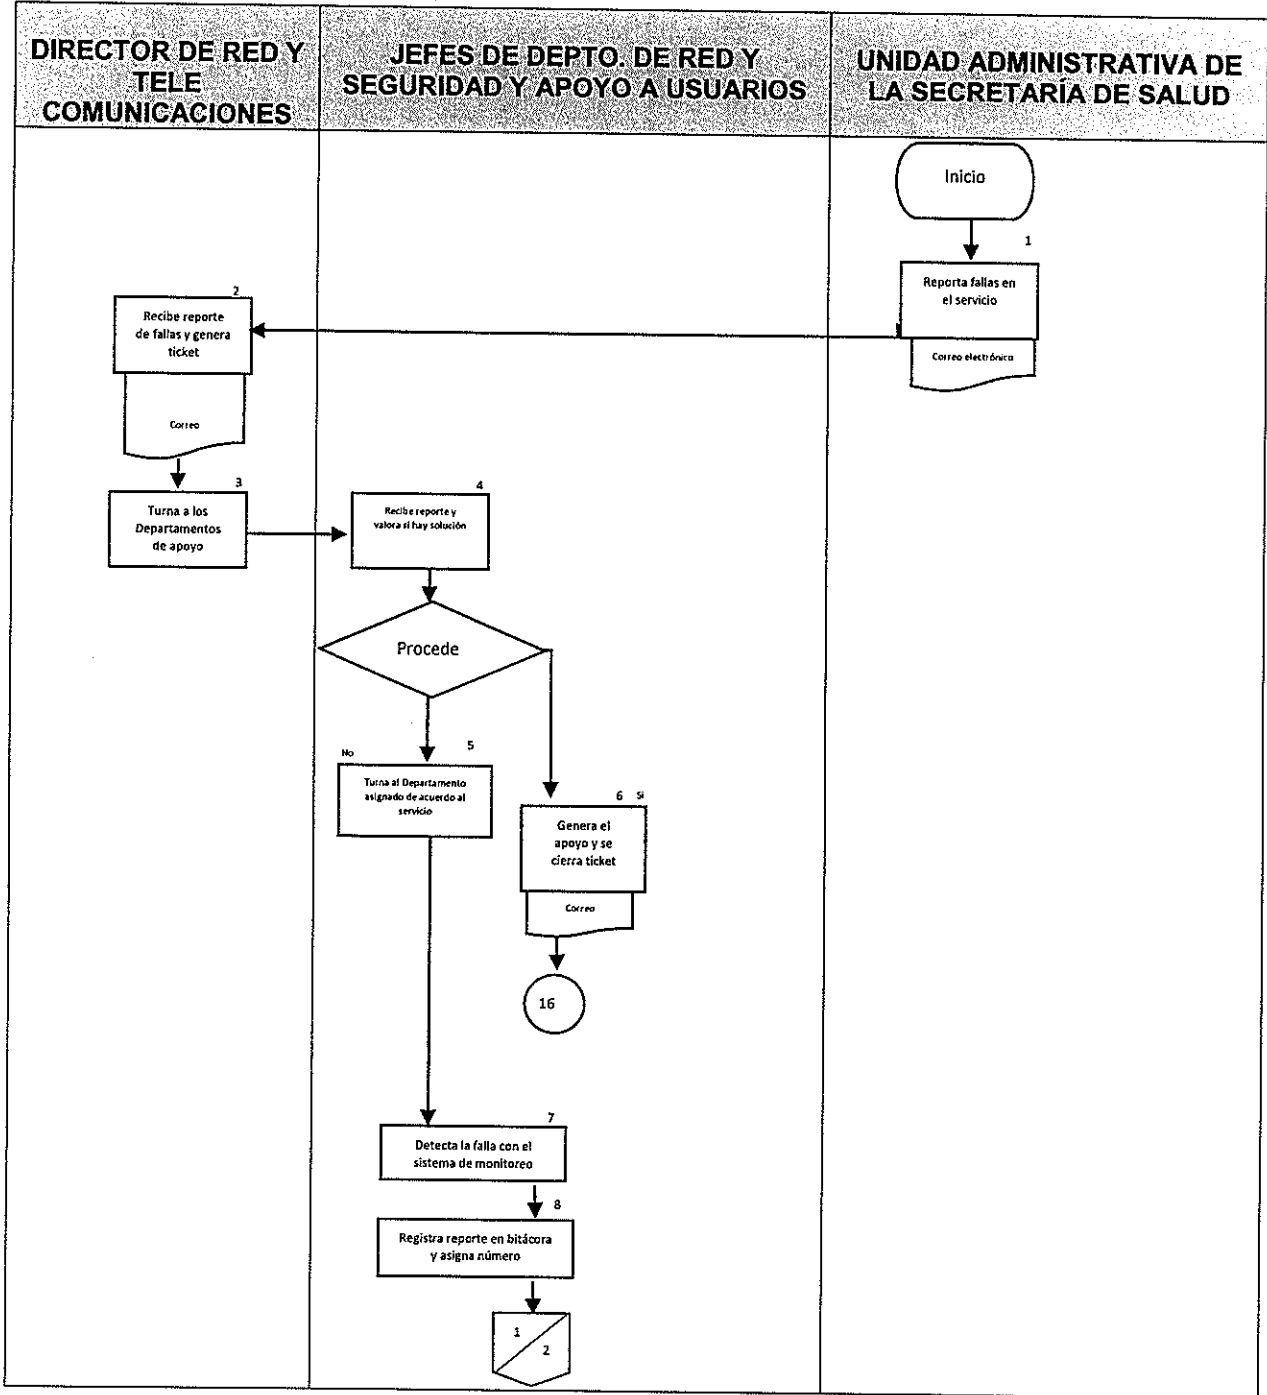 DIRECTOR DE RED Y
TELE
COMUNICACIONES
JEFES DE DEPTO. DE RED Y
SEGURIDAD Y APOYO A USUARIOS
UNIDAD ADMINISTRATIVA DE
LA SECRETARÍA DE SALUD
Inicio
1
Reporta fallas en
el servicio
Correo electrónico
2
Recibe reporte
de fallas y genera
ticket
Correo
3
Turna a los
Departamentos
de apoyo
4
Recibe reporte y
valora si hay solución
Procede
No
5
Turna al Departamento
asignado de acuerdo al
servicio
6
Si
Genera el
apoyo y se
cierra ticket
Correo
16
7
Detecta la falla con el
sistema de monitoreo
8
Registra reporte en bitácora
y asigna número
1
2